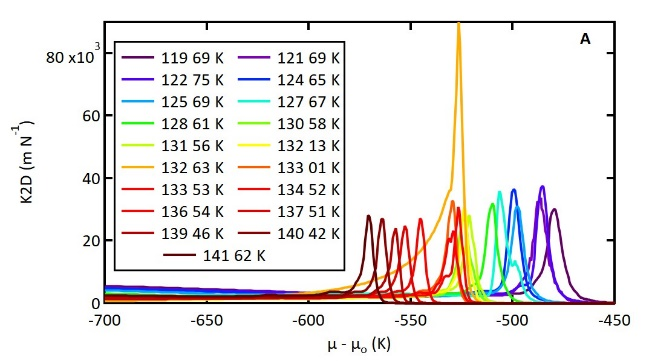 A
80 x10³
60
40
20
0
K2D (m N⁻¹)
119 69 K 121 69 K
122 75 K 124 65 K
125 69 K 127 67 K
128 61 K 130 58 K
131 56 K 132 13 K
132 63 K 133 01 K
133 53 K 134 52 K
136 54 K 137 51 K
139 46 K 140 42 K
141 62 K
-700 -650 -600 -550 -500 -450
μ - μₒ (K)